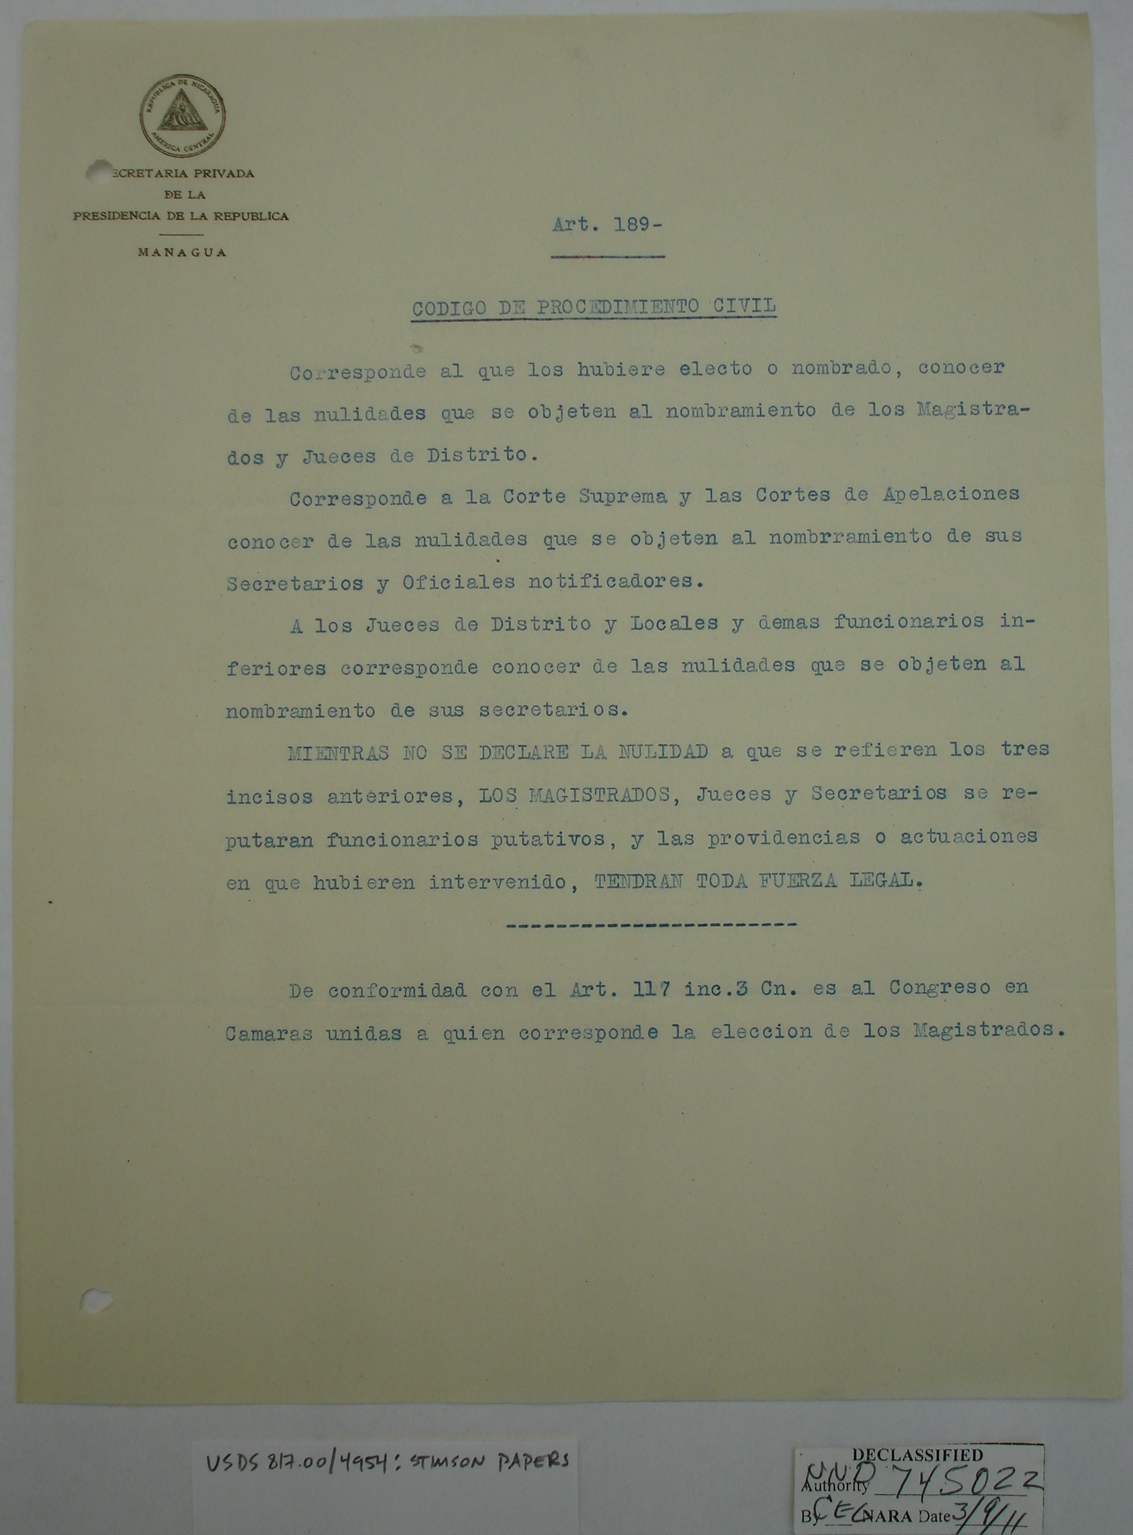 REPUBLICA DE NICARAGUA
AMERICA CENTRAL
ECRETARIA PRIVADA
DE LA
PRESIDENCIA DE LA REPUBLICA
MANAGUA
Art. 189-
CODIGO DE PROCEDIMIENTO CIVIL
Corresponde al que los hubiere electo o nombrado, conocer
de las nulidades que se objeten al nombramiento de los Magistra-
dos y Jueces de Distrito.
Corresponde a la Corte Suprema y las Cortes de Apelaciones
conocer de las nulidades que se objeten al nombrramiento de sus
Secretarios y Oficiales notificadores.
A los Jueces de Distrito y Locales y demas funcionarios in-
feriores corresponde conocer de las nulidades que se objeten al
nombramiento de sus secretarios.
MIENTRAS NO SE DECLARE LA NULIDAD a que se refieren los tres
incisos anteriores, LOS MAGISTRADOS, Jueces y Secretarios se re-
putaran funcionarios putativos, y las providencias o actuaciones
en que hubieren intervenido, TENDRAN TODA FUERZA LEGAL.
-----------------------
De conformidad con el Art. 117 inc.3 Cn. es al Congreso en
Camaras unidas a quien corresponde la eleccion de los Magistrados.
USDS 817.00/4954: STIMSON PAPERS
DECLASSIFIED
Authority NND 745022
By CEG NARA Date 3/9/11